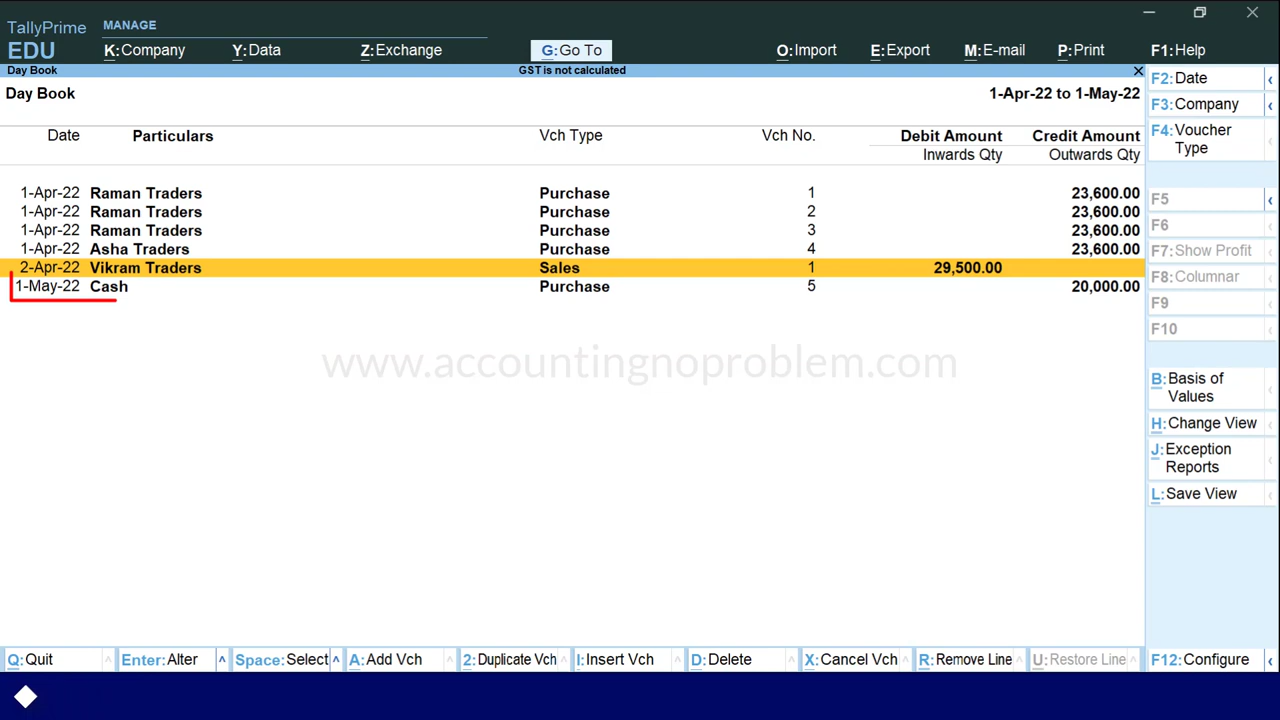 TallyPrime MANAGE
EDU K:Company Y:Data Z:Exchange G:Go To O:Import E:Export M:E-mail P:Print F1:Help
Day Book GST is not calculated
Day Book 1-Apr-22 to 1-May-22
Date Particulars Vch Type Vch No. Debit Amount Credit Amount
Inwards Qty Outwards Qty
1-Apr-22 Raman Traders Purchase 1 23,600.00
1-Apr-22 Raman Traders Purchase 2 23,600.00
1-Apr-22 Raman Traders Purchase 3 23,600.00
1-Apr-22 Asha Traders Purchase 4 23,600.00
2-Apr-22 Vikram Traders Sales 1 29,500.00
1-May-22 Cash Purchase 5 20,000.00
www.accountingnoproblem.com
F2:Date
F3:Company
F4:Voucher
Type
F5
F6
F7:Show Profit
F8:Columnar
F9
F10
B:Basis of
Values
H:Change View
J:Exception
Reports
L:Save View
Q:Quit Enter:Alter Space:Select A:Add Vch 2:Duplicate Vch I:Insert Vch D:Delete X:Cancel Vch R:Remove Line U:Restore Line F12:Configure